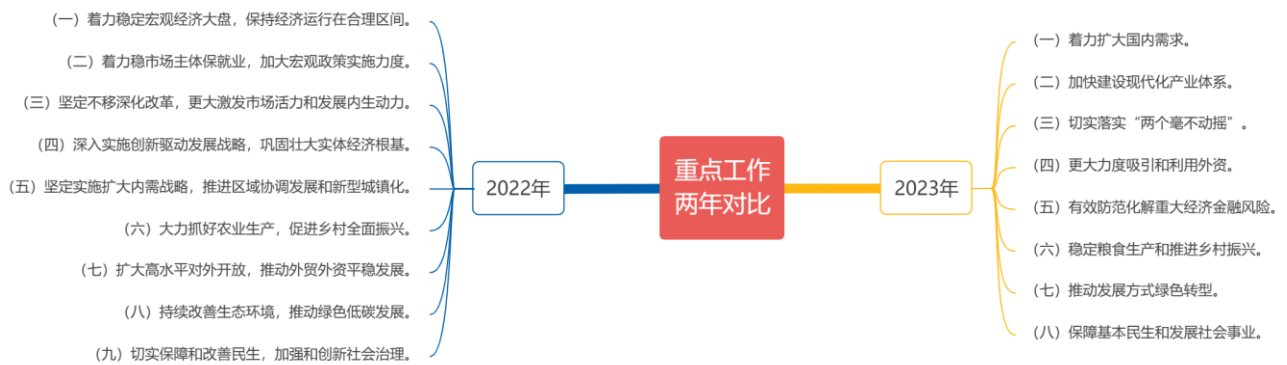 重点工作
两年对比
2022年
（一）着力稳定宏观经济大盘，保持经济运行在合理区间。
（二）着力稳市场主体保就业，加大宏观政策实施力度。
（三）坚定不移深化改革，更大激发市场活力和发展内生动力。
（四）深入实施创新驱动发展战略，巩固壮大实体经济根基。
（五）坚定实施扩大内需战略，推进区域协调发展和新型城镇化。
（六）大力抓好农业生产，促进乡村全面振兴。
（七）扩大高水平对外开放，推动外贸外资平稳发展。
（八）持续改善生态环境，推动绿色低碳发展。
（九）切实保障和改善民生，加强和创新社会治理。
2023年
（一）着力扩大国内需求。
（二）加快建设现代化产业体系。
（三）切实落实“两个毫不动摇”。
（四）更大力度吸引和利用外资。
（五）有效防范化解重大经济金融风险。
（六）稳定粮食生产和推进乡村振兴。
（七）推动发展方式绿色转型。
（八）保障基本民生和发展社会事业。